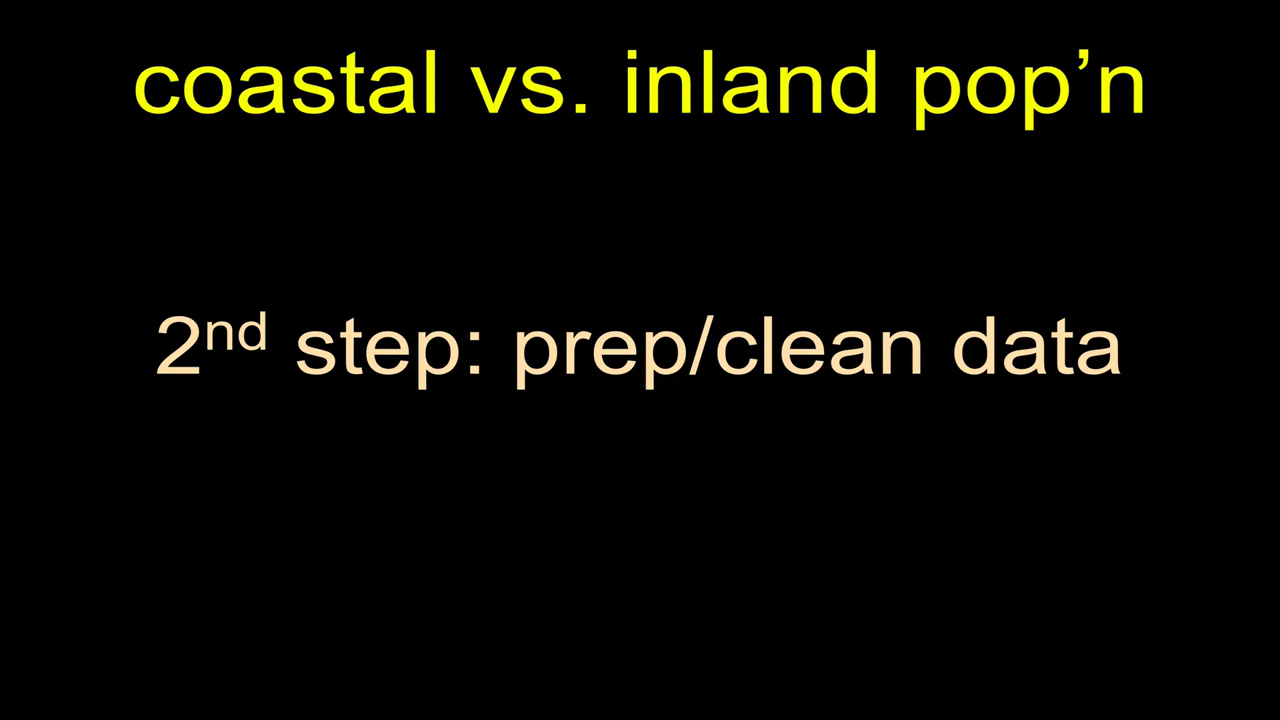 coastal vs. inland pop’n
2nd step: prep/clean data